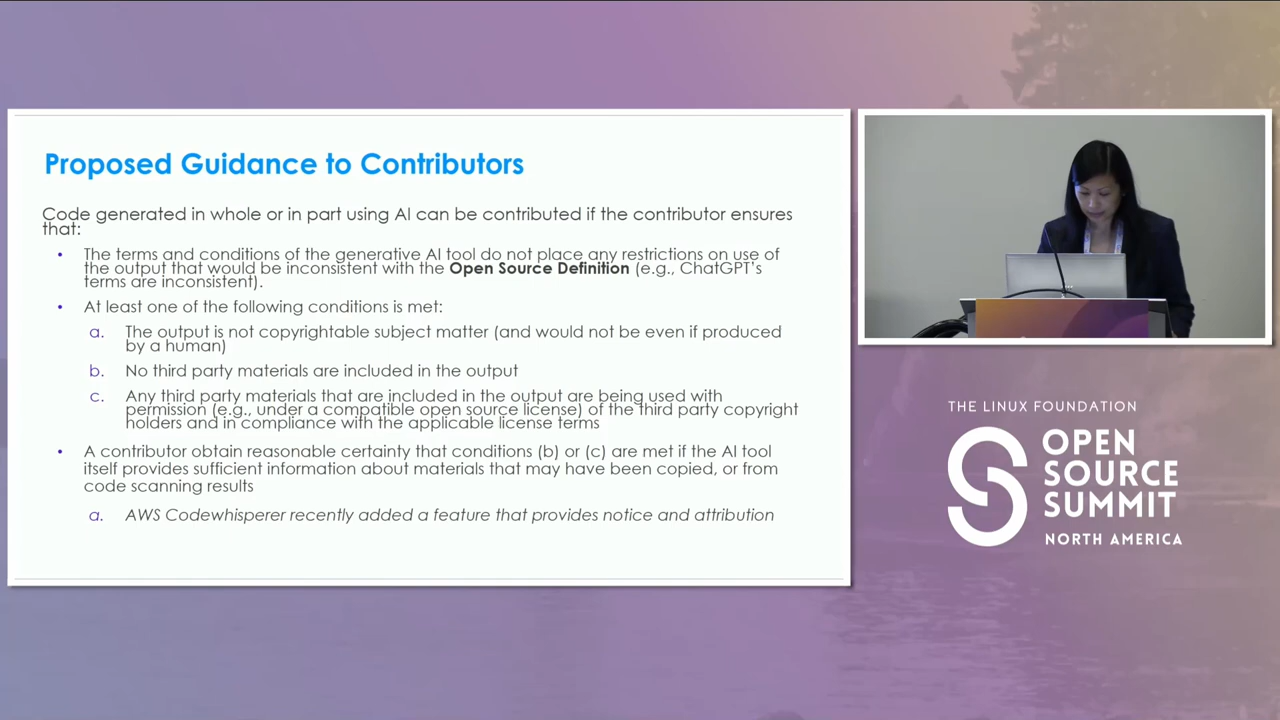 Proposed Guidance to Contributors
Code generated in whole or in part using AI can be contributed if the contributor ensures
that:
• The terms and conditions of the generative AI tool do not place any restrictions on use of
the output that would be inconsistent with the Open Source Definition (e.g., ChatGPT's
terms are inconsistent).
• At least one of the following conditions is met:
a. The output is not copyrightable subject matter (and would not be even if produced
by a human)
b. No third party materials are included in the output
c. Any third party materials that are included in the output are being used with
permission (e.g., under a compatible open source license) of the third party copyright
holders and in compliance with the applicable license terms
• A contributor obtain reasonable certainty that conditions (b) or (c) are met if the AI tool
itself provides sufficient information about materials that may have been copied, or from
code scanning results
a. AWS Codewhisperer recently added a feature that provides notice and attribution
THE LINUX FOUNDATION
OPEN
SOURCE
SUMMIT
NORTH AMERICA